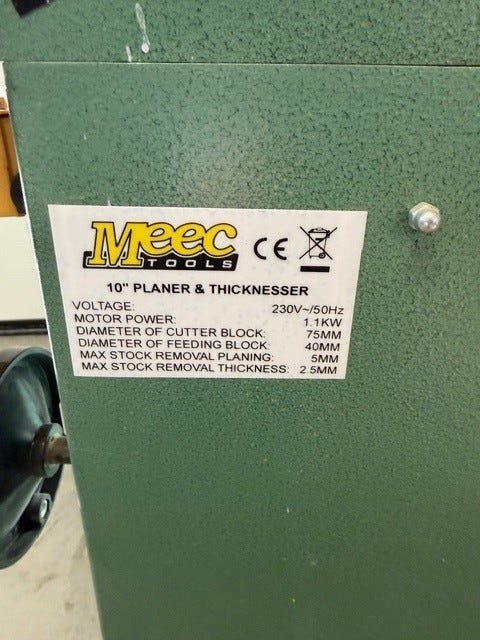 Meec
TOOLS
CE
10" PLANER & THICKNESSER
VOLTAGE: 230V~/50Hz
MOTOR POWER: 1.1KW
DIAMETER OF CUTTER BLOCK: 75MM
DIAMETER OF FEEDING BLOCK: 40MM
MAX STOCK REMOVAL PLANING: 5MM
MAX STOCK REMOVAL THICKNESS: 2.5MM